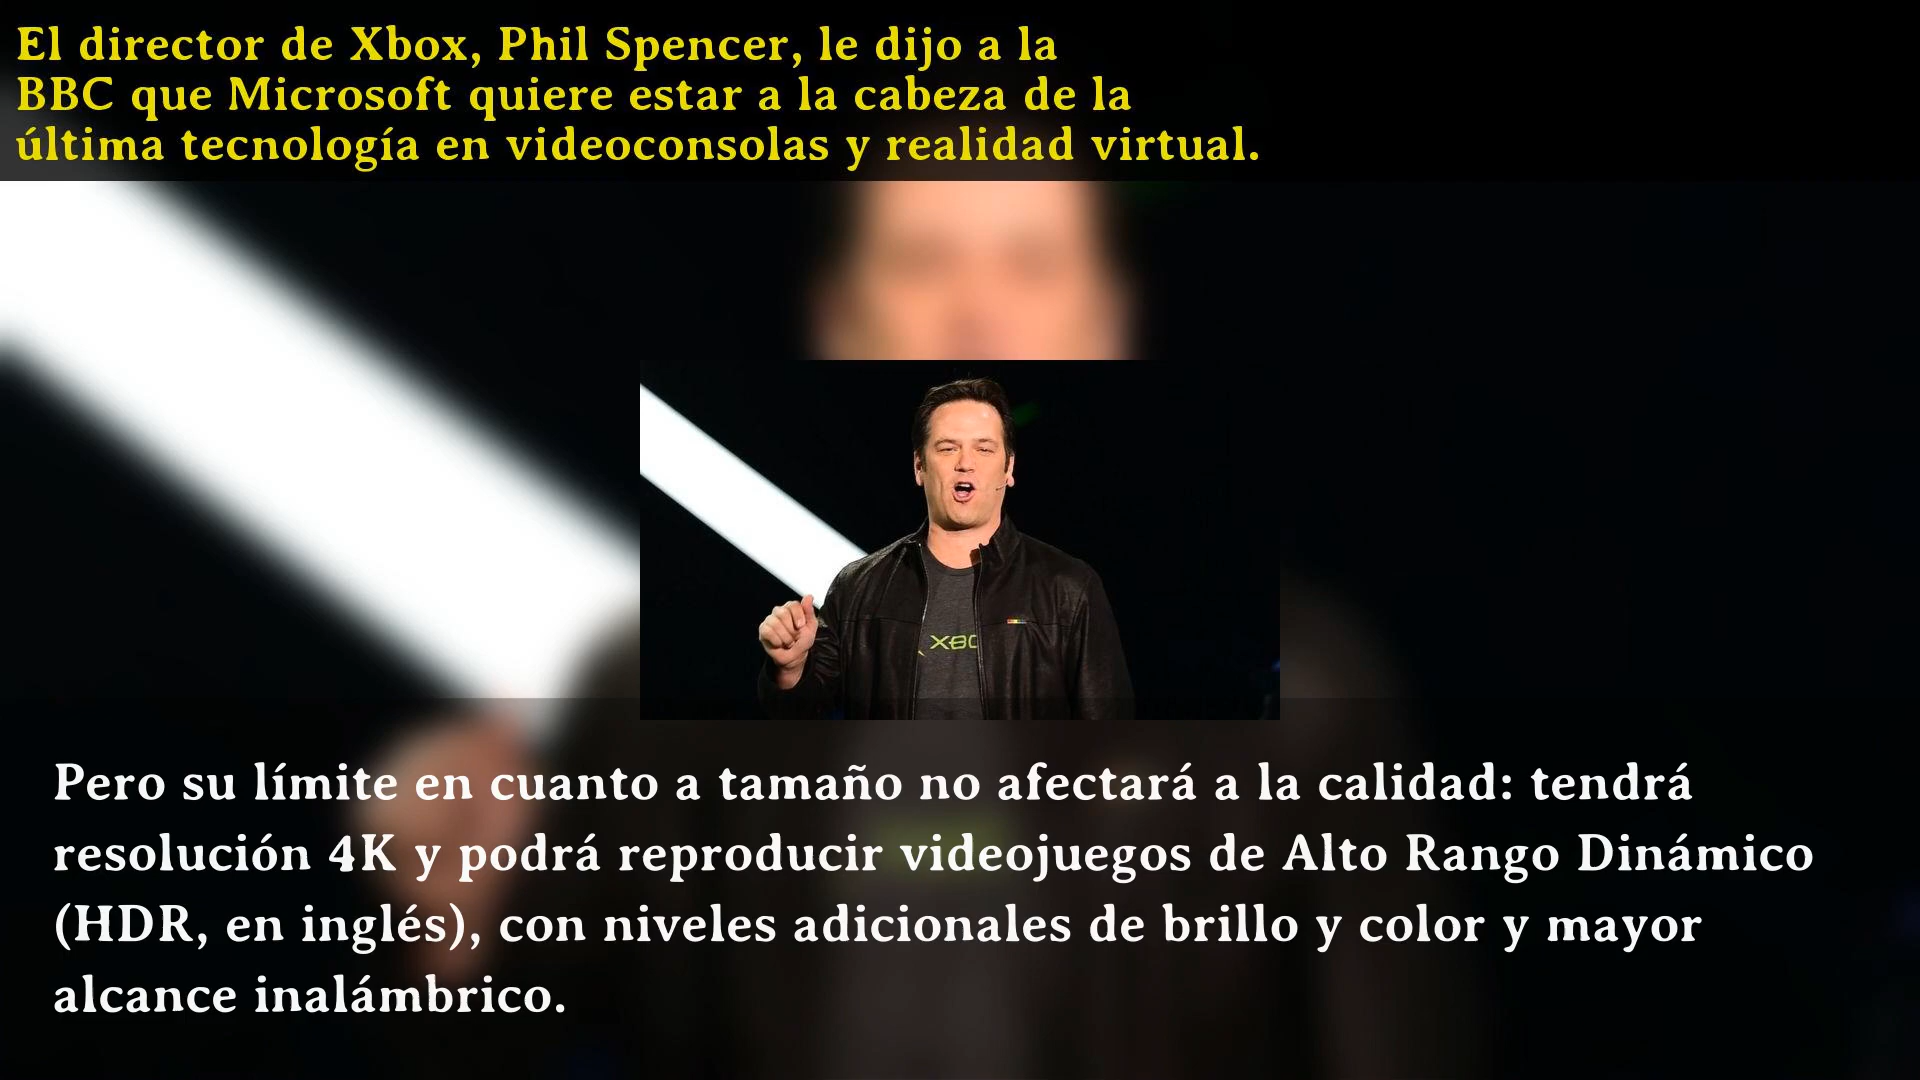 El director de Xbox, Phil Spencer, le dijo a la
BBC que Microsoft quiere estar a la cabeza de la
última tecnología en videoconsolas y realidad virtual.
XBO
Pero su límite en cuanto a tamaño no afectará a la calidad: tendrá
resolución 4K y podrá reproducir videojuegos de Alto Rango Dinámico
(HDR, en inglés), con niveles adicionales de brillo y color y mayor
alcance inalámbrico.